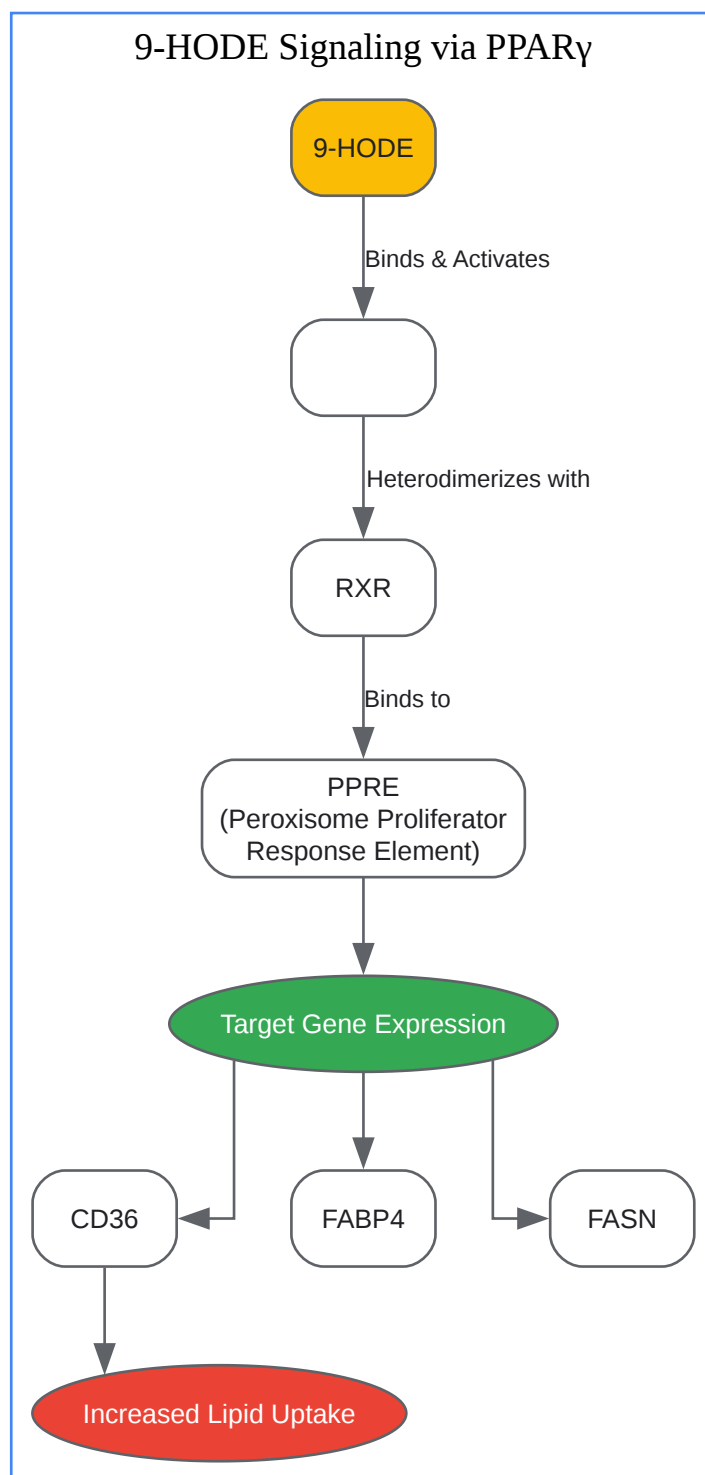 9-HODE Signaling via PPARγ
9-HODE
Binds & Activates
Heterodimerizes with
RXR
Binds to
PPRE
(Peroxisome Proliferator
Response Element)
Target Gene Expression
CD36
FABP4
FASN
Increased Lipid Uptake